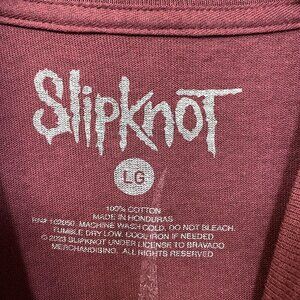 SlipknoT
LG
100% COTTON
MADE IN HONDURAS
RN# 102050. MACHINE WASH COLD. DO NOT BLEACH.
TUMBLE DRY LOW. COOL IRON IF NEEDED
© 2023 SLIPKNOT UNDER LICENSE TO BRAVADO
MERCHANDISING. ALL RIGHTS RESERVED